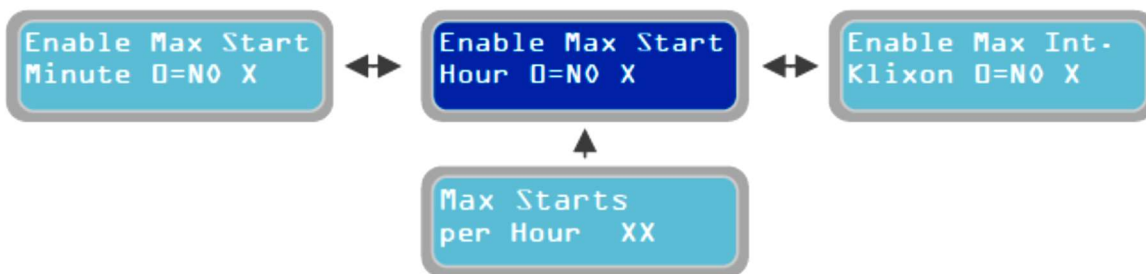 Enable Max Start
Minute 0=NO X
Enable Max Start
Hour 0=NO X
Enable Max Int.
Klixon 0=NO X
Max Starts
per Hour XX